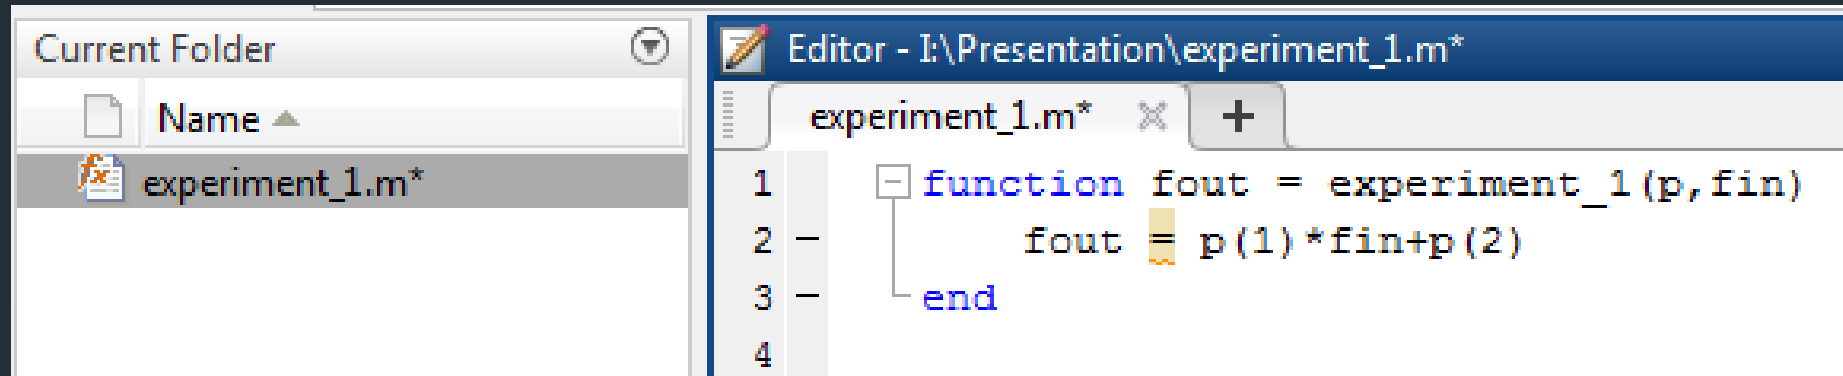 Current Folder
Name
experiment_1.m*
Editor - I:\Presentation\experiment_1.m*
experiment_1.m* +
1 function fout = experiment_1(p,fin)
2 — fout = p(1)*fin+p(2)
3 — end
4